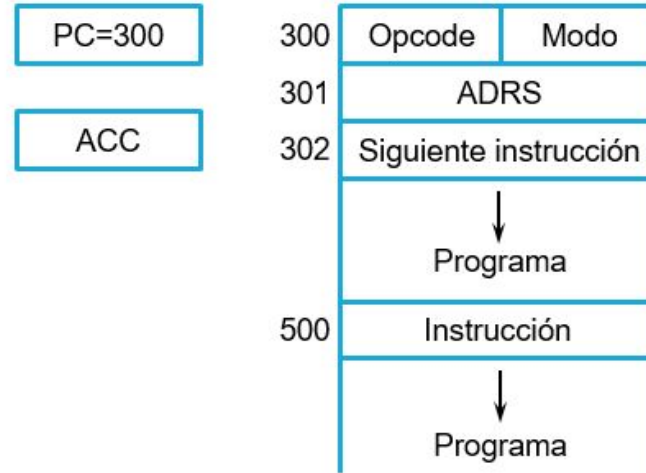 PC=300
300 Opcode Modo
301 ADRS
ACC
302 Siguiente instrucción
Programa
500 Instrucción
Programa